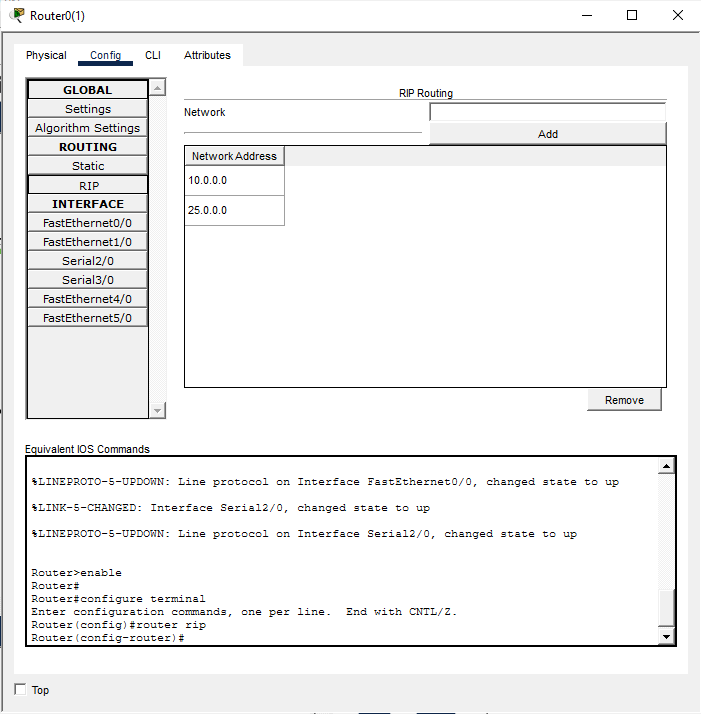 Router0(1)
Physical Config CLI Attributes
GLOBAL
Settings
Algorithm Settings
ROUTING
Static
RIP
INTERFACE
FastEthernet0/0
FastEthernet1/0
Serial2/0
Serial3/0
FastEthernet4/0
FastEthernet5/0
RIP Routing
Network
Add
Network Address
10.0.0.0
25.0.0.0
Remove
Equivalent IOS Commands
%LINEPROTO-5-UPDOWN: Line protocol on Interface FastEthernet0/0, changed state to up
%LINK-5-CHANGED: Interface Serial2/0, changed state to up
%LINEPROTO-5-UPDOWN: Line protocol on Interface Serial2/0, changed state to up
Router>enable
Router#
Router#configure terminal
Enter configuration commands, one per line.  End with CNTL/Z.
Router(config)#router rip
Router(config-router)#
Top